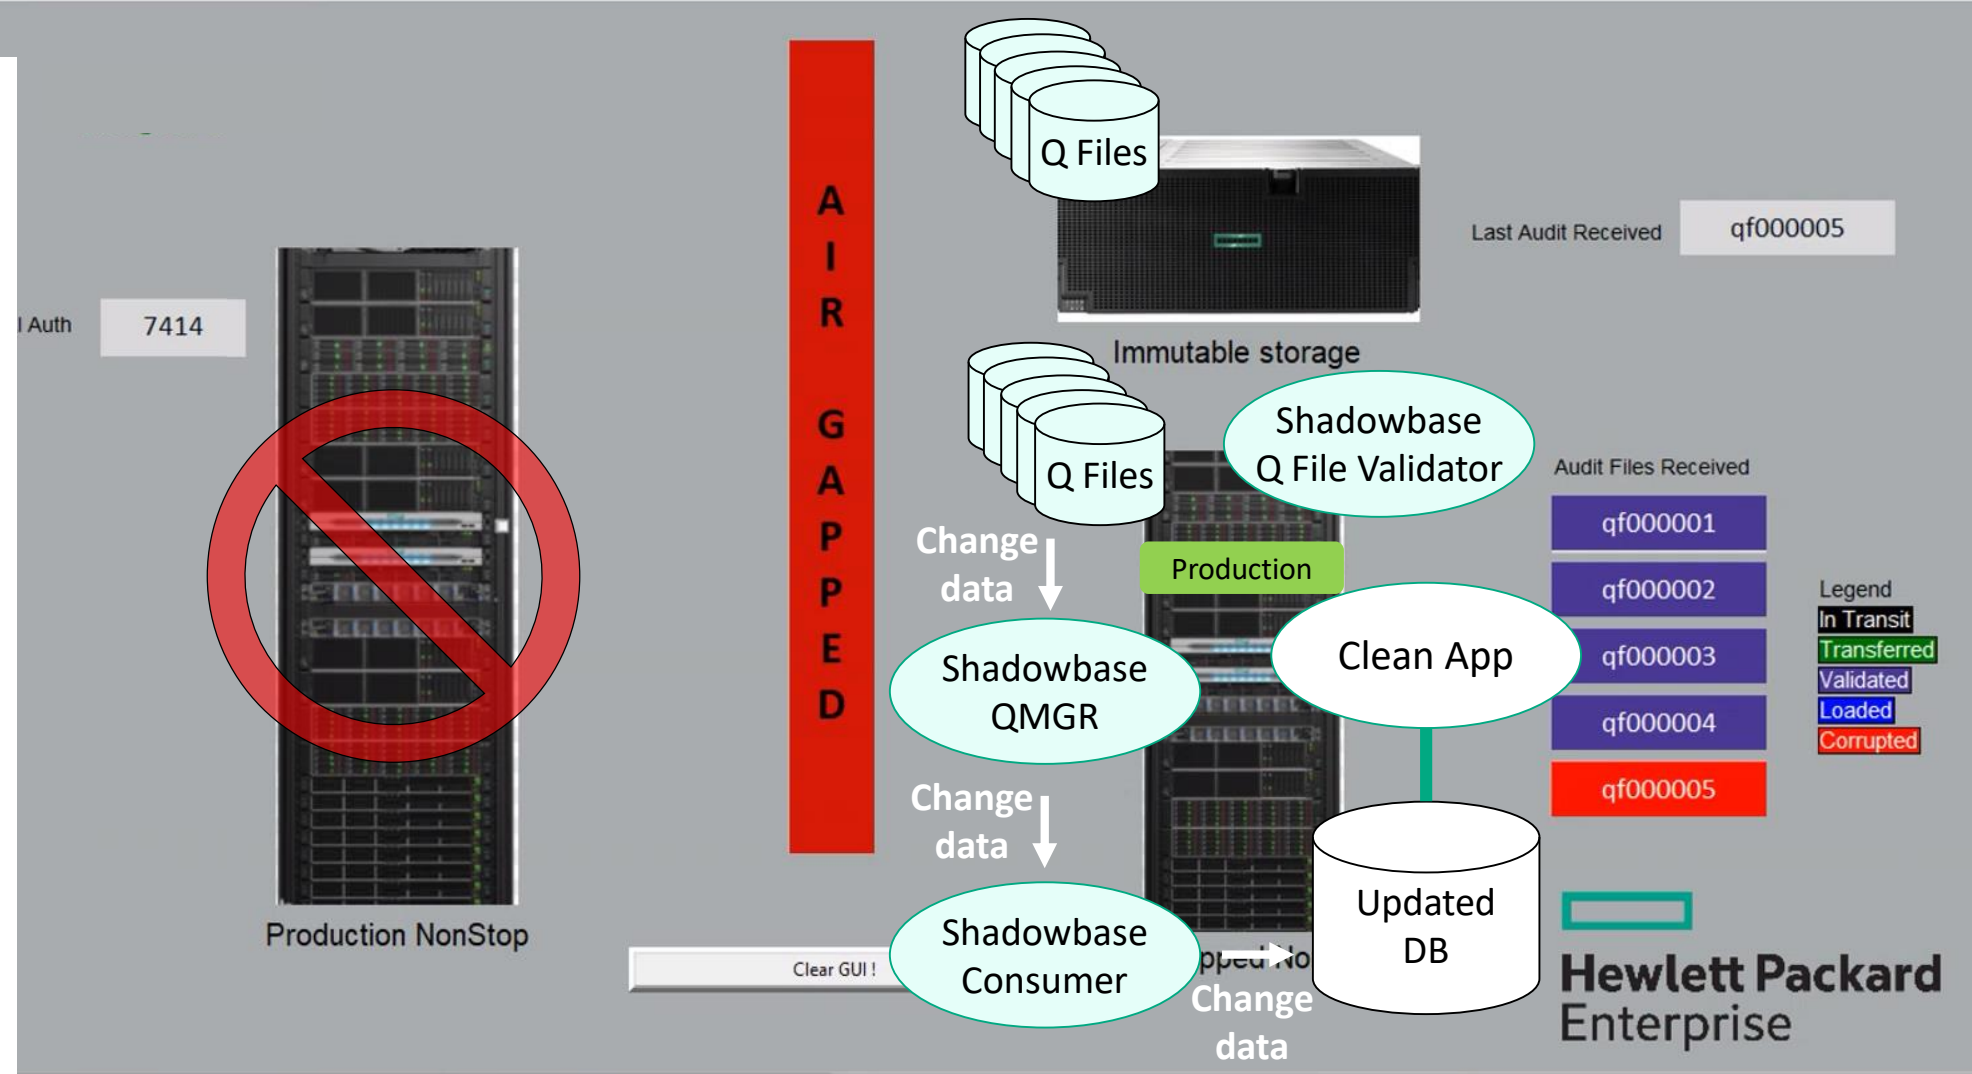 Q Files
AIR GAPPED
Last Audit Received
qf000005
l Auth
7414
Immutable storage
Shadowbase
Q File Validator
Q Files
Audit Files Received
qf000001
Change
data
Production
qf000002
Legend
In Transit
Transferred
Validated
Loaded
Corrupted
Shadowbase
QMGR
Clean App
qf000003
qf000004
qf000005
Change
data
Updated
DB
Production NonStop
Clear GUI !
Shadowbase
Consumer
Change
data
Hewlett Packard
Enterprise